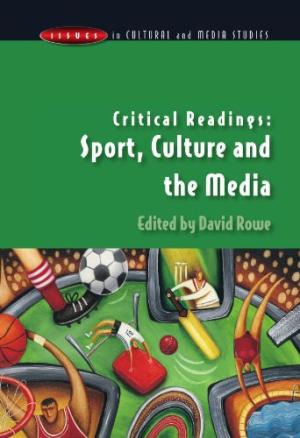 ISSUES in CULTURAL and MEDIA STUDIES
Critical Readings:
Sport, Culture and
the Media
Edited by David Rowe